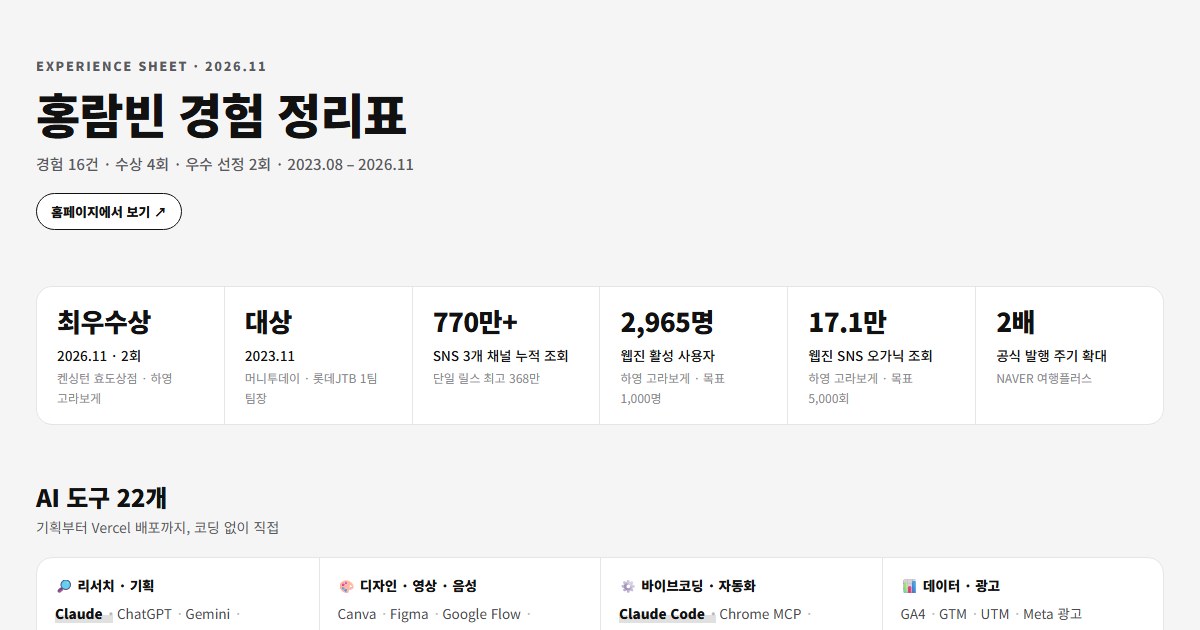 EXPERIENCE SHEET · 2026.11
홍람빈 경험 정리표
경험 16건 · 수상 4회 · 우수 선정 2회 · 2023.08 – 2026.11
홈페이지에서 보기 ↗
최우수상
2026.11 · 2회
켄싱턴 효도상점 · 하영
고라보게
대상
2023.11
머니투데이 · 롯데JTB 1팀
팀장
770만+
SNS 3개 채널 누적 조회
단일 릴스 최고 368만
2,965명
웹진 활성 사용자
하영 고라보게 · 목표
1,000명
17.1만
웹진 SNS 오가닉 조회
하영 고라보게 · 목표
5,000회
2배
공식 발행 주기 확대
NAVER 여행플러스
AI 도구 22개
기획부터 Vercel 배포까지, 코딩 없이 직접
🔎 리서치 · 기획
Claude · ChatGPT · Gemini ·
🎨 디자인 · 영상 · 음성
Canva · Figma · Google Flow ·
⚙️ 바이브코딩 · 자동화
Claude Code · Chrome MCP ·
📊 데이터 · 광고
GA4 · GTM · UTM · Meta 광고